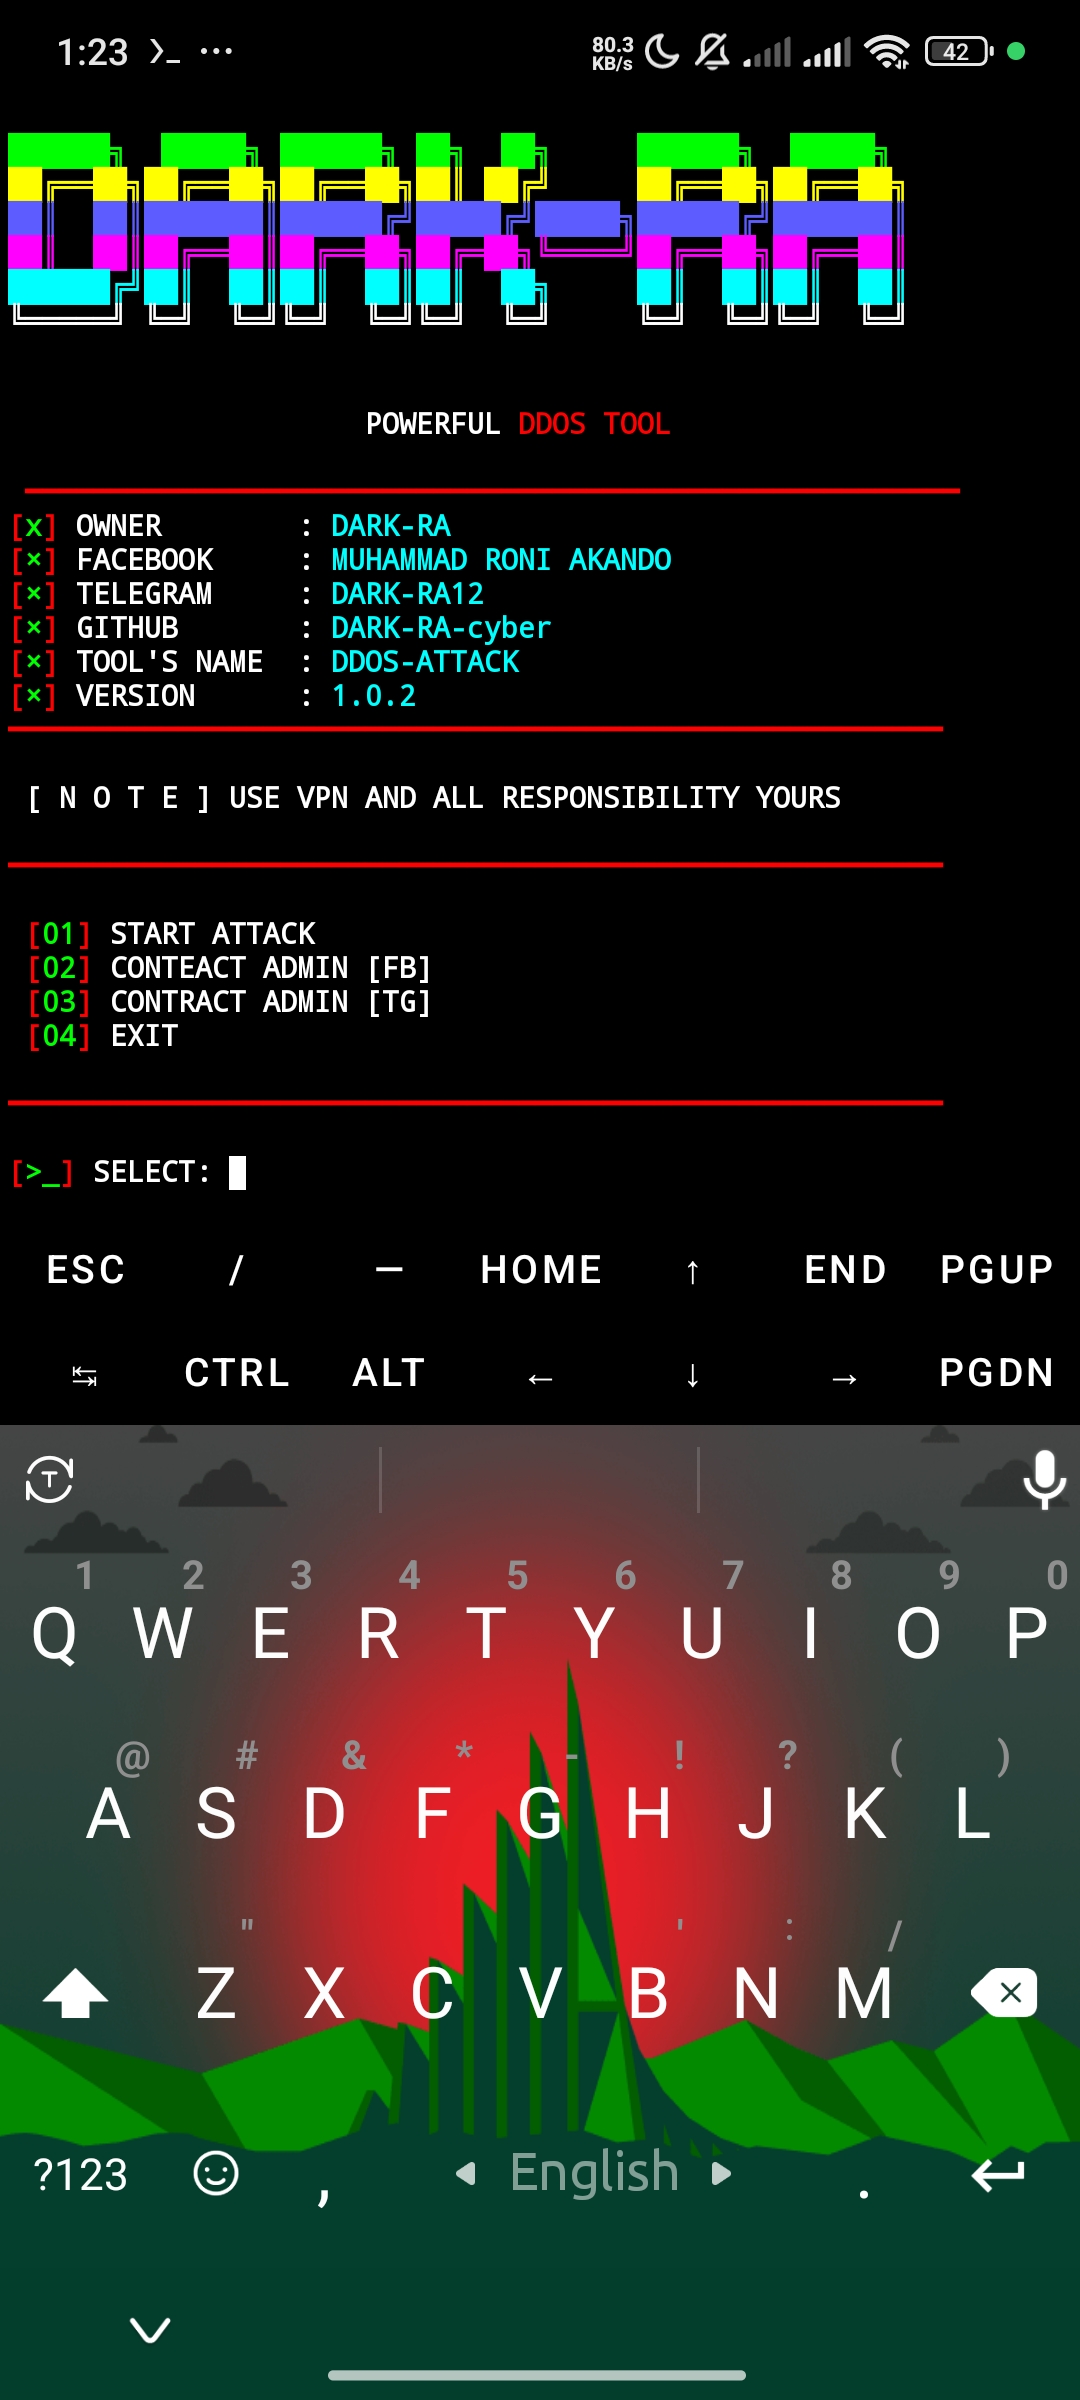 1:23 >_ ... 80.3 KB/s 42
DARK-RA
POWERFUL DDOS TOOL
[x] OWNER : DARK-RA
[×] FACEBOOK : MUHAMMAD RONI AKANDO
[×] TELEGRAM : DARK-RA12
[×] GITHUB : DARK-RA-cyber
[×] TOOL'S NAME : DDOS-ATTACK
[×] VERSION : 1.0.2
[ N O T E ] USE VPN AND ALL RESPONSIBILITY YOURS
[01] START ATTACK
[02] CONTEACT ADMIN [FB]
[03] CONTRACT ADMIN [TG]
[04] EXIT
[>_] SELECT:
ESC / — HOME ↑ END PGUP
↹ CTRL ALT ← ↓ → PGDN
T
1 2 3 4 5 6 7 8 9 0
Q W E R T Y U I O P
@ # & * - ! ? ( )
A S D F G H J K L
" ' : /
Z X C V B N M
?123 , English .